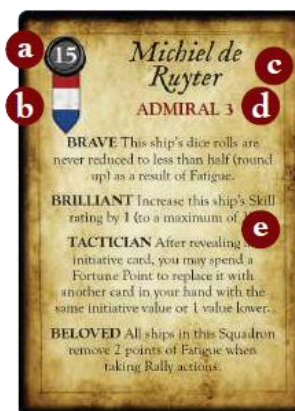 a
15
Michiel de
Ruyter
c
b
ADMIRAL 3
d
BRAVE This ship's dice rolls are
never reduced to less than half (round
up) as a result of Fatigue.
BRILLIANT Increase this ship's Skill
rating by 1 (to a maximum of
e
TACTICIAN After revealing
initiative card, you may spend a
Fortune Point to replace it with
another card in your hand with the
same initiative value or 1 value lower.
BELOVED All ships in this Squadron
remove 2 points of Fatigue when
taking Rally actions.